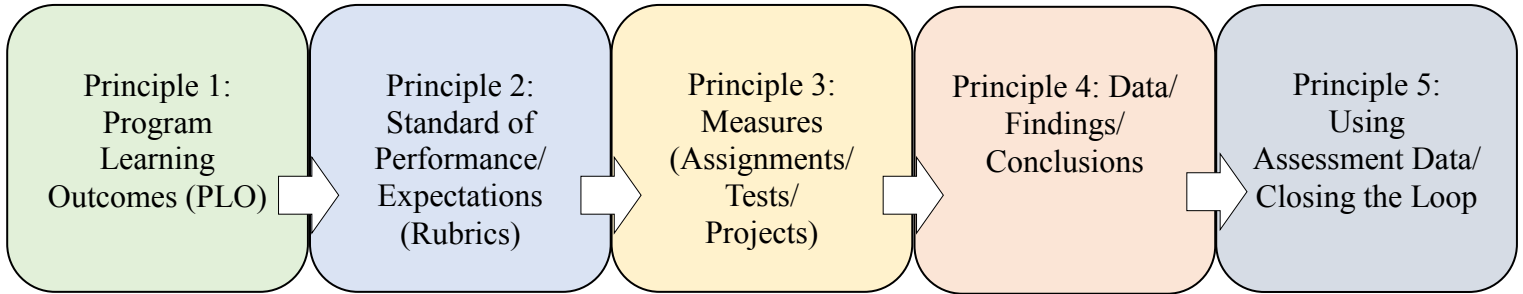 Principle 1:
Program
Learning
Outcomes (PLO)
Principle 2:
Standard of
Performance/
Expectations
(Rubrics)
Principle 3:
Measures
(Assignments/
Tests/
Projects)
Principle 4: Data/
Findings/
Conclusions
Principle 5:
Using
Assessment Data/
Closing the Loop